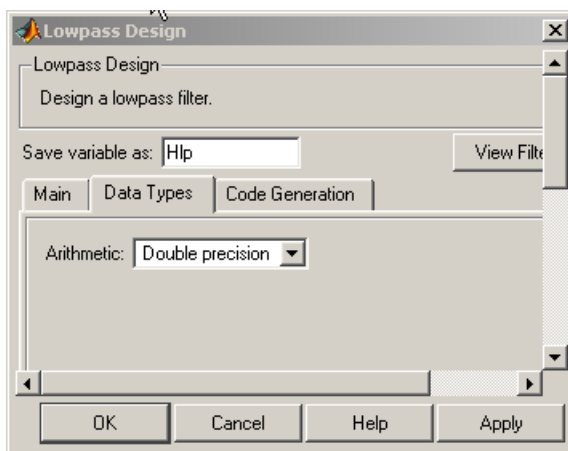 Lowpass Design
Lowpass Design
Design a lowpass filter.
Save variable as: Hlp View Filte
Main Data Types Code Generation
Arithmetic: Double precision
OK Cancel Help Apply